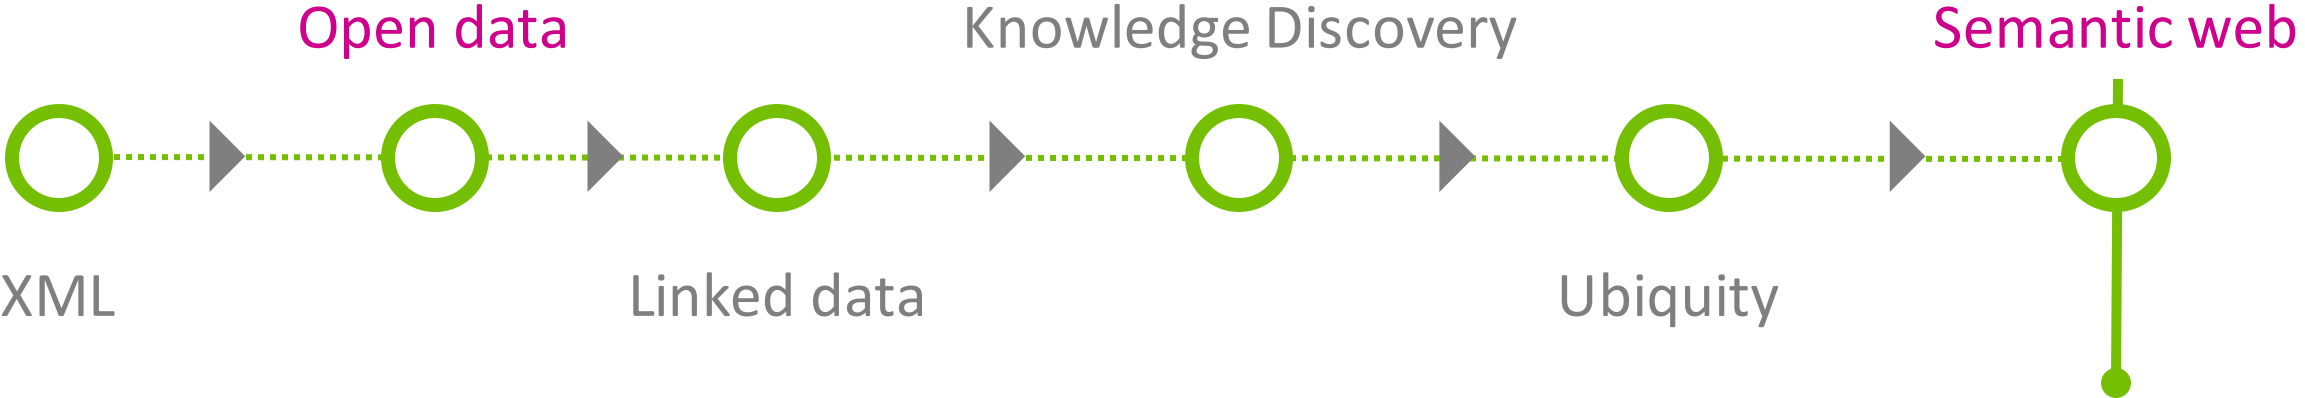 Open data
Knowledge Discovery
Semantic web
XML
Linked data
Ubiquity